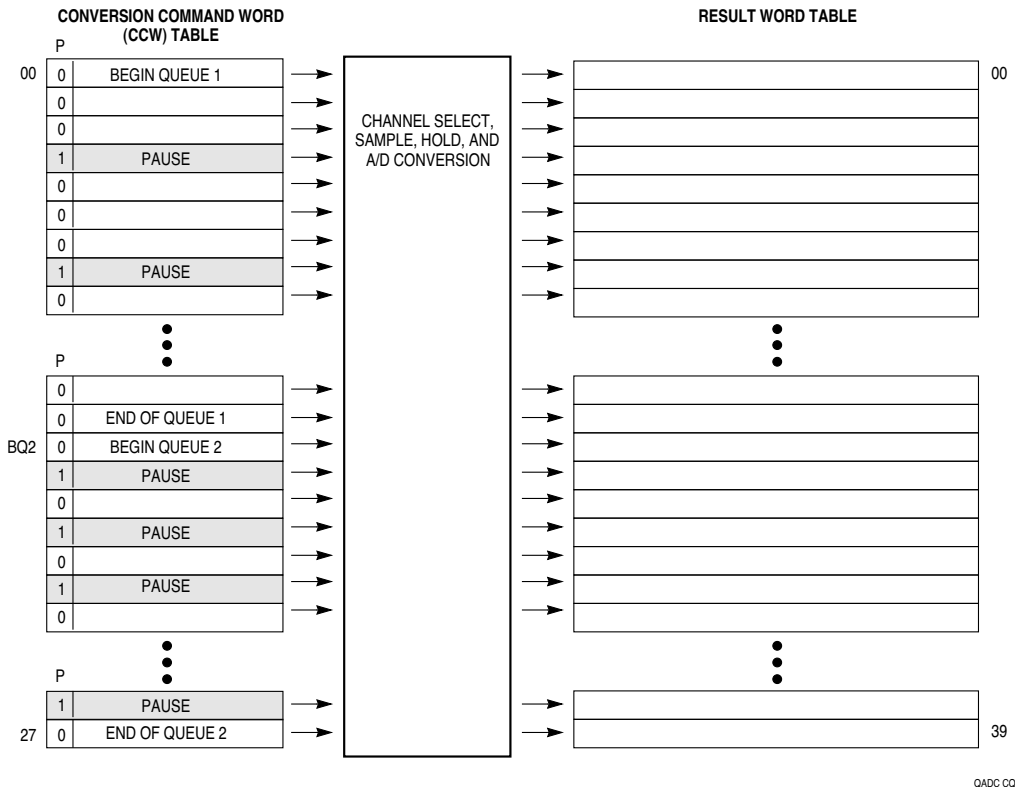 CONVERSION COMMAND WORD
(CCW) TABLE
RESULT WORD TABLE
P
00 0 BEGIN QUEUE 1 00
0
0
1 PAUSE
0
0
0
1 PAUSE
0
CHANNEL SELECT,
SAMPLE, HOLD, AND
A/D CONVERSION
P
0
0 END OF QUEUE 1
BQ2 0 BEGIN QUEUE 2
1 PAUSE
0
1 PAUSE
0
1 PAUSE
0
P
1 PAUSE
27 0 END OF QUEUE 2 39
QADC CQ